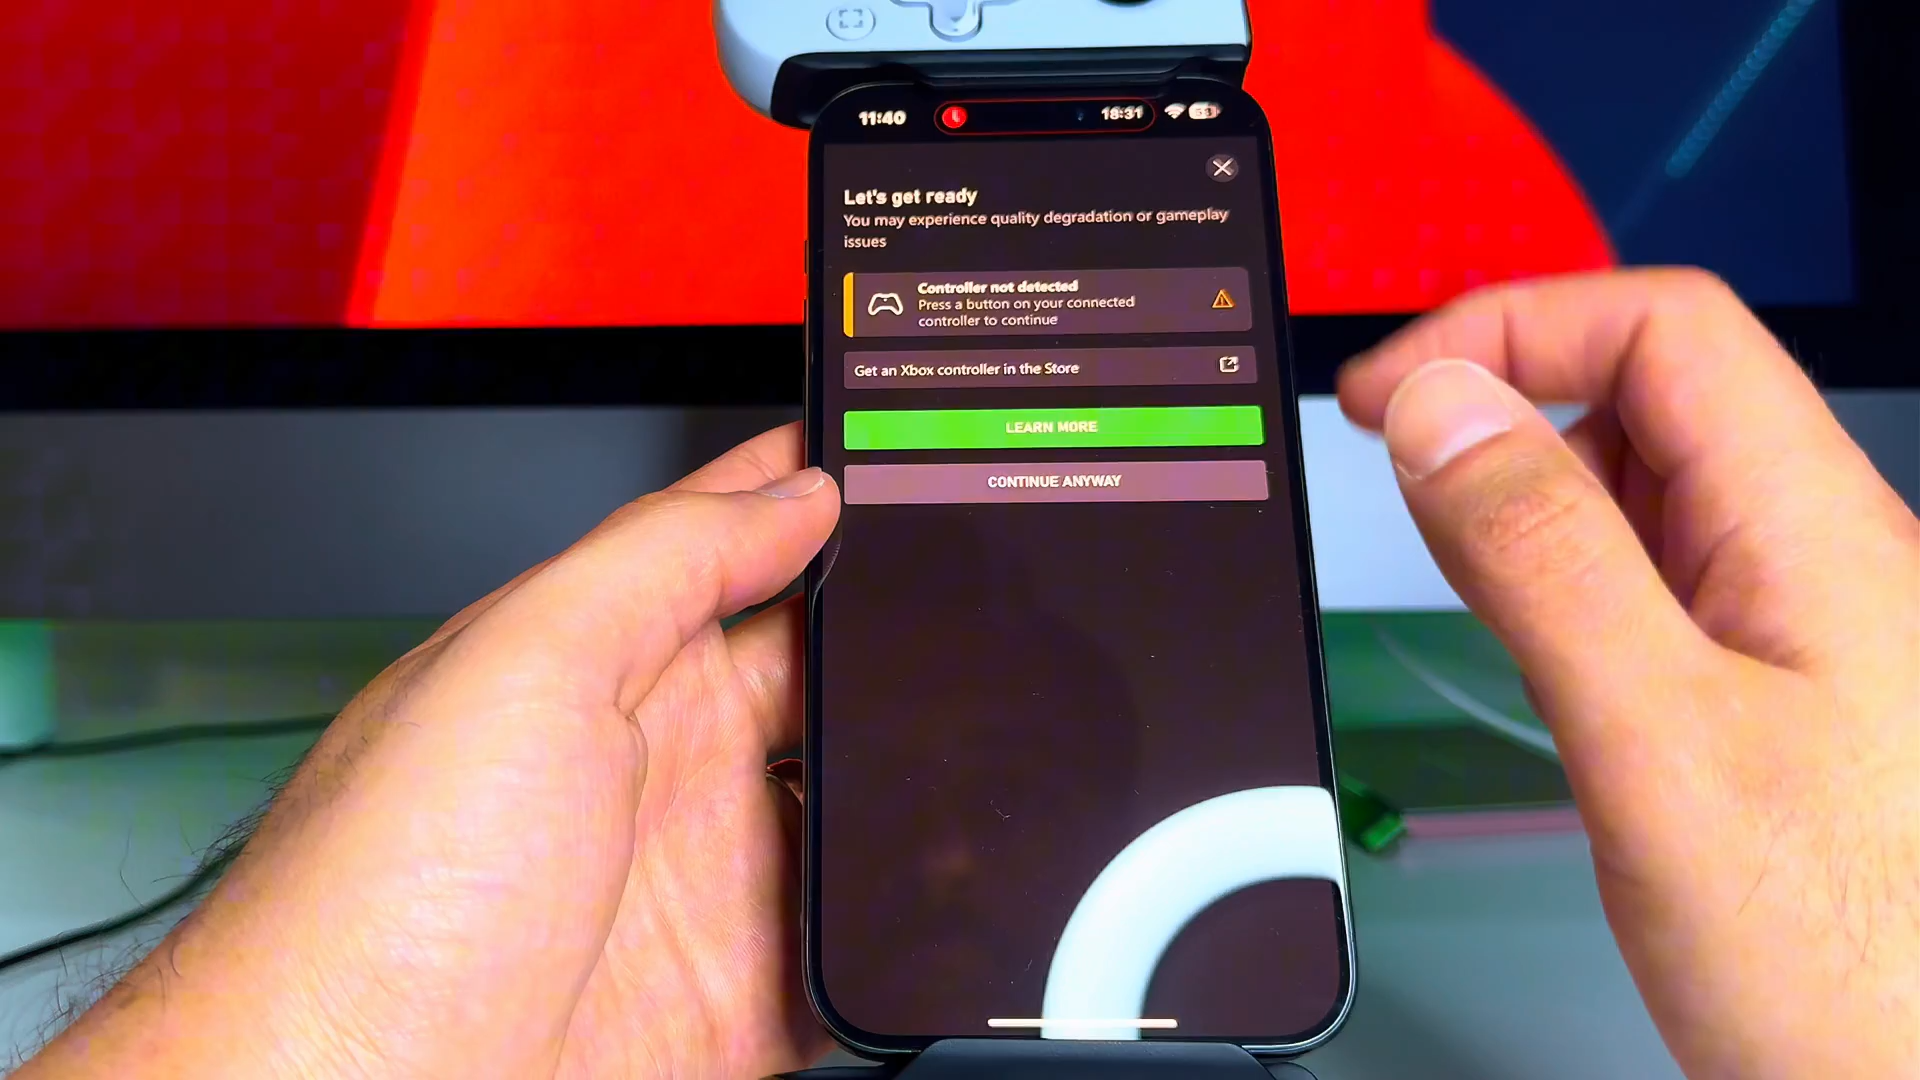 11:40
18:31
53
Let's get ready
You may experience quality degradation or gameplay
issues
Controller not detected
Press a button on your connected
controller to continue
Get an Xbox controller in the Store
LEARN MORE
CONTINUE ANYWAY